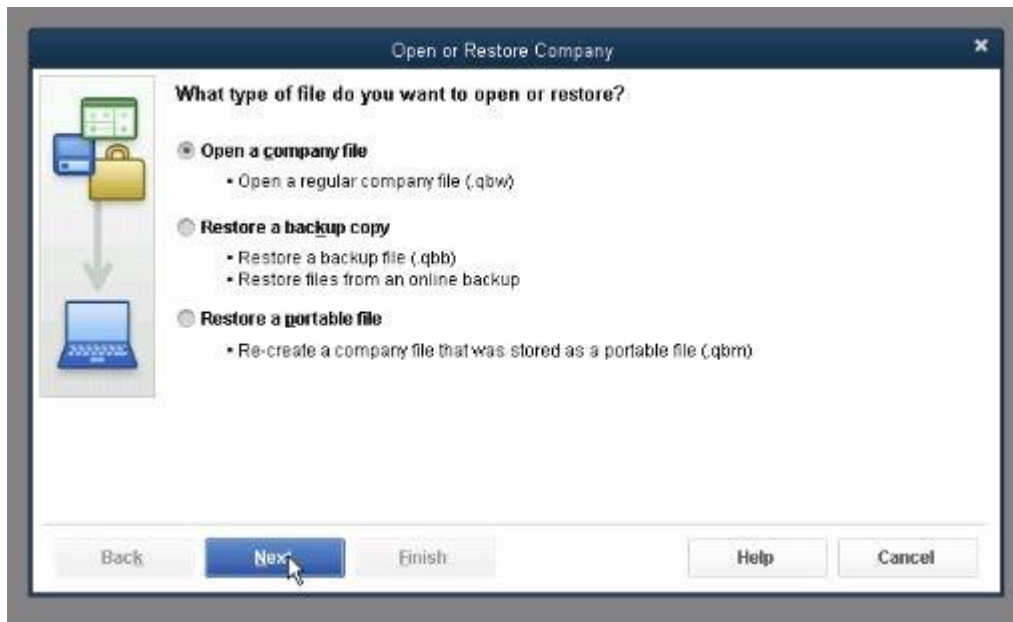 Open or Restore Company
What type of file do you want to open or restore?
Open a company file
• Open a regular company file (.qbw)
Restore a backup copy
• Restore a backup file (.qbb)
• Restore files from an online backup
Restore a portable file
• Re-create a company file that was stored as a portable file (.qbm)
Back Next Finish Help Cancel